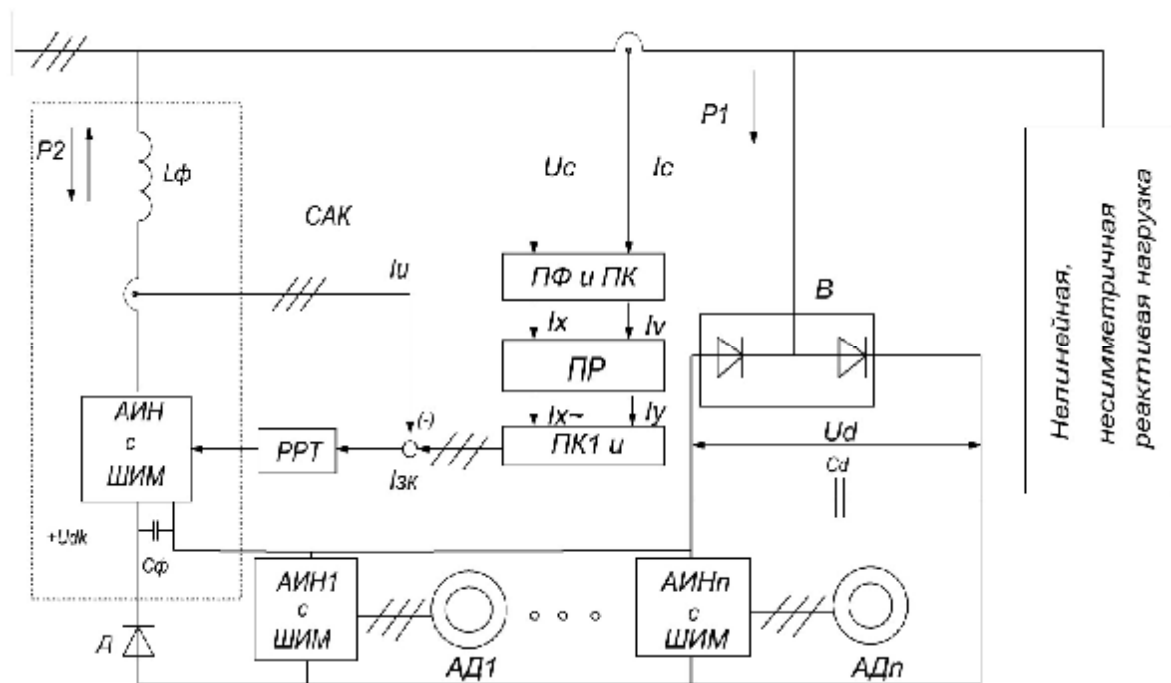 P2
Lф
САК
Iu
Uc
Ic
P1
ПФ и ПК
Ix
Iv
ПР
Ix~
Iy
ПК1 и
(-)
Iзк
РРТ
АИН
с
ШИМ
+Udk
Сф
Д
В
Ud
Cd
АИН1
с
ШИМ
АД1
АИНn
с
ШИМ
АДn
Нелинейная,
несимметричная
реактивая нагрузка